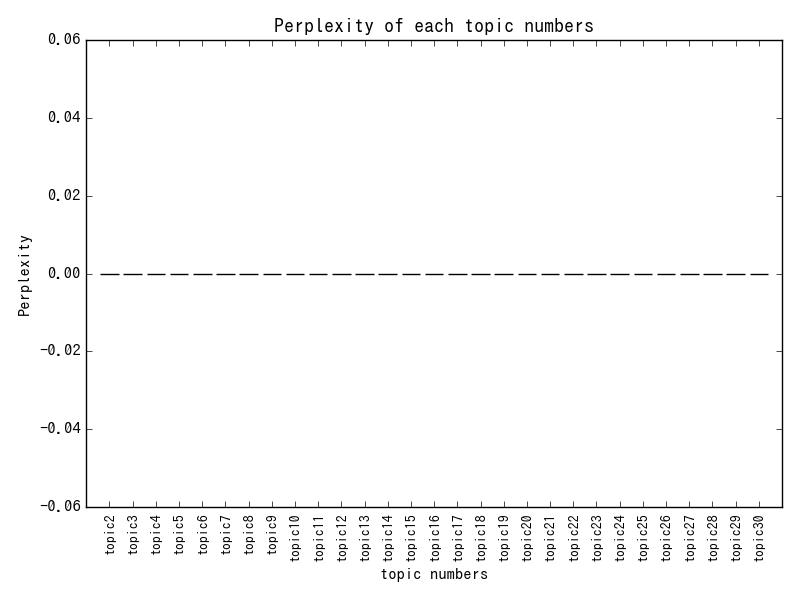 Perplexity of each topic numbers
0.06
0.04
0.02
0.00
-0.02
-0.04
-0.06
Perplexity
topic2
topic3
topic4
topic5
topic6
topic7
topic8
topic9
topic10
topic11
topic12
topic13
topic14
topic15
topic16
topic17
topic18
topic19
topic20
topic21
topic22
topic23
topic24
topic25
topic26
topic27
topic28
topic29
topic30
topic numbers